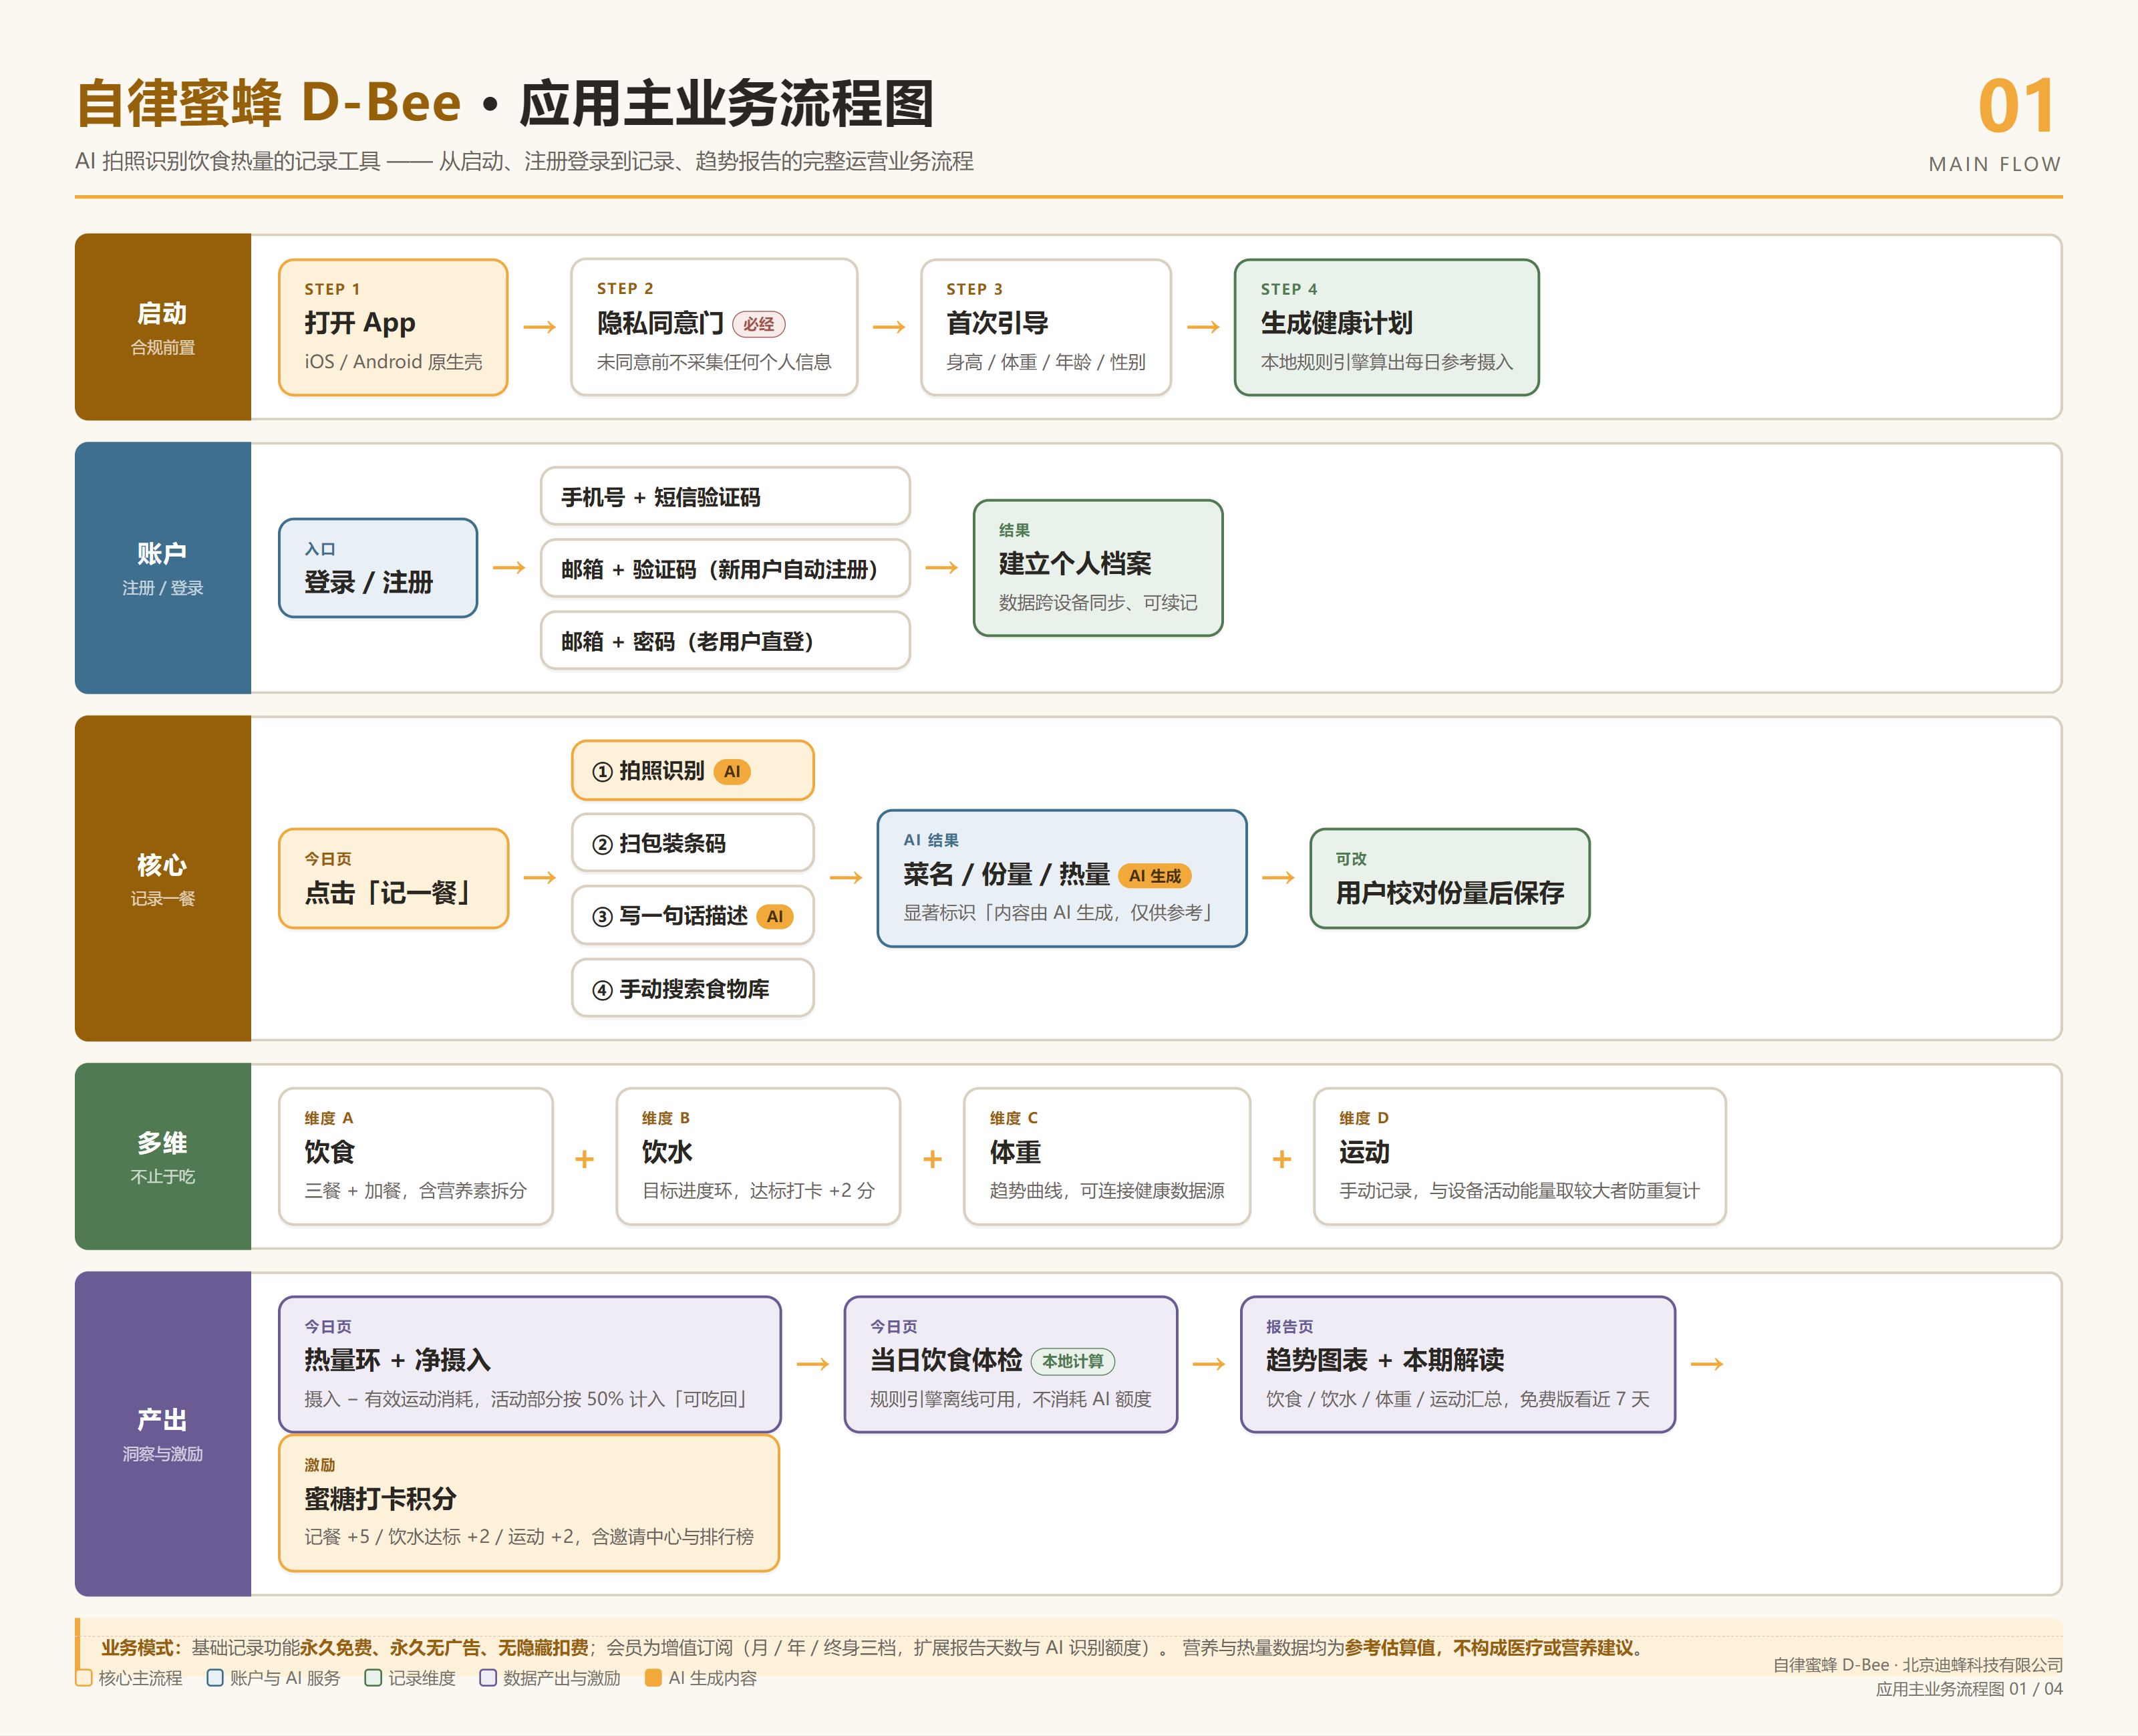 自律蜜蜂 D-Bee · 应用主业务流程图
AI 拍照识别饮食热量的记录工具 —— 从启动、注册登录到记录、趋势报告的完整运营业务流程
01
MAIN FLOW
启动
合规前置
STEP 1
打开 App
iOS / Android 原生壳
→
STEP 2
隐私同意门 必经
未同意前不采集任何个人信息
→
STEP 3
首次引导
身高 / 体重 / 年龄 / 性别
→
STEP 4
生成健康计划
本地规则引擎算出每日参考摄入
账户
注册 / 登录
入口
登录 / 注册
→
手机号 + 短信验证码
邮箱 + 验证码（新用户自动注册）
邮箱 + 密码（老用户直登）
→
结果
建立个人档案
数据跨设备同步、可续记
核心
记录一餐
今日页
点击「记一餐」
→
① 拍照识别 AI
② 扫包装条码
③ 写一句话描述 AI
④ 手动搜索食物库
→
AI 结果
菜名 / 份量 / 热量 AI 生成
显著标识「内容由 AI 生成，仅供参考」
→
可改
用户校对份量后保存
多维
不止于吃
维度 A
饮食
三餐 + 加餐，含营养素拆分
+
维度 B
饮水
目标进度环，达标打卡 +2 分
+
维度 C
体重
趋势曲线，可连接健康数据源
+
维度 D
运动
手动记录，与设备活动能量取较大者防重复计
产出
洞察与激励
今日页
热量环 + 净摄入
摄入 − 有效运动消耗，活动部分按 50% 计入「可吃回」
→
今日页
当日饮食体检 本地计算
规则引擎离线可用，不消耗 AI 额度
→
报告页
趋势图表 + 本期解读
饮食 / 饮水 / 体重 / 运动汇总，免费版看近 7 天
→
激励
蜜糖打卡积分
记餐 +5 / 饮水达标 +2 / 运动 +2，含邀请中心与排行榜
业务模式：基础记录功能永久免费、永久无广告、无隐藏扣费；会员为增值订阅（月 / 年 / 终身三档，扩展报告天数与 AI 识别额度）。 营养与热量数据均为参考估算值，不构成医疗或营养建议。
核心主流程 账户与 AI 服务 记录维度 数据产出与激励 AI 生成内容
自律蜜蜂 D-Bee · 北京迪蜂科技有限公司
应用主业务流程图 01 / 04